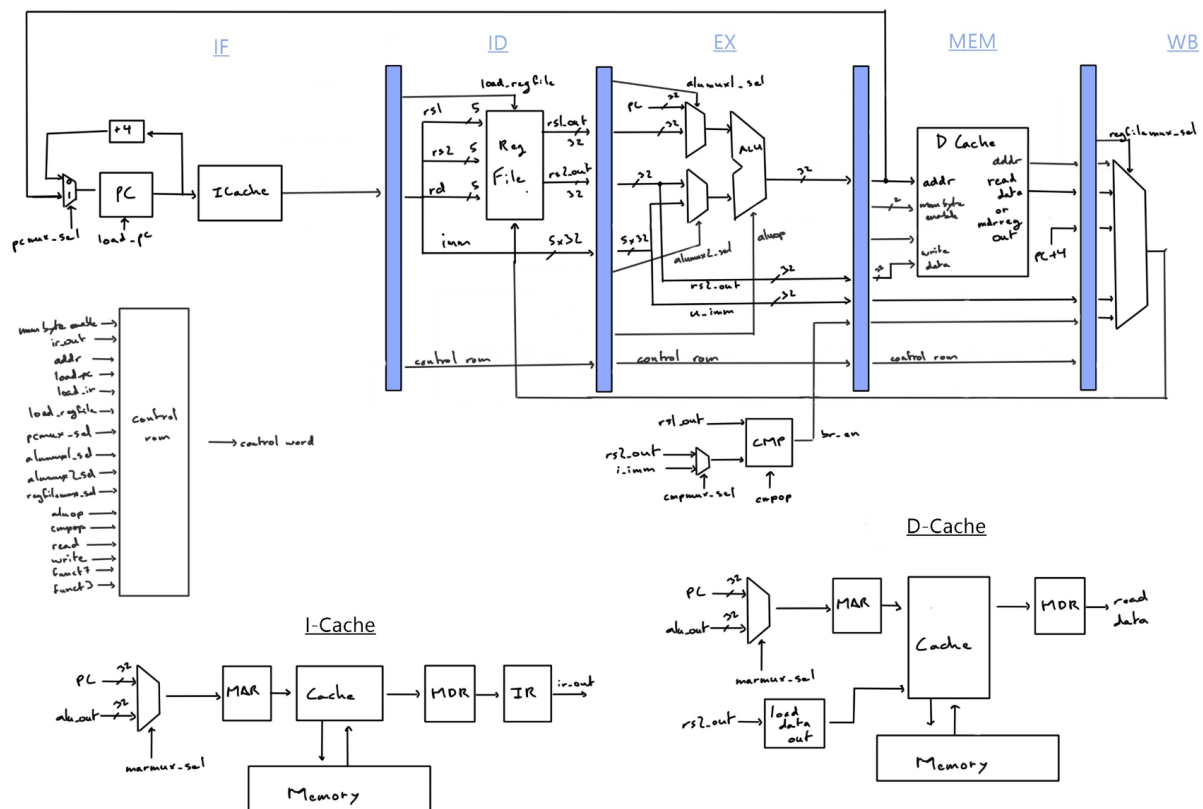 IF
ID
EX
MEM
WB
load_regfile
alumux1_sel
regfilemux_sel
rs1
5
rs1_out
32
PC
32
32
+4
0
1
PC
ICache
rs2
5
Reg
File
rs2_out
32
ALU
D Cache
addr
addr
read
data
or
mdrreg
out
rd
5
32
32
2
mem byte
enable
pcmux_sel
load_pc
imm
5x32
5x32
alumux2_sel
aluop
write
data
32
PC+4
rs2_out
32
u_imm
32
control rom
control rom
control rom
mem byte enable
ir_out
addr
load_pc
load_ir
load_regfile
pcmux_sel
alumux1_sel
alumux2_sel
regfilemux_sel
aluop
cmpop
read
write
funct7
funct3
control
rom
control word
rs1_out
rs2_out
i_imm
CMP
br_en
cmpmux_sel
cmpop
D-Cache
PC
32
alu_out
32
marmux_sel
MAR
Cache
MDR
read
data
rs2_out
load
data
out
Memory
I-Cache
PC
32
alu_out
32
marmux_sel
MAR
Cache
MDR
IR
ir_out
Memory